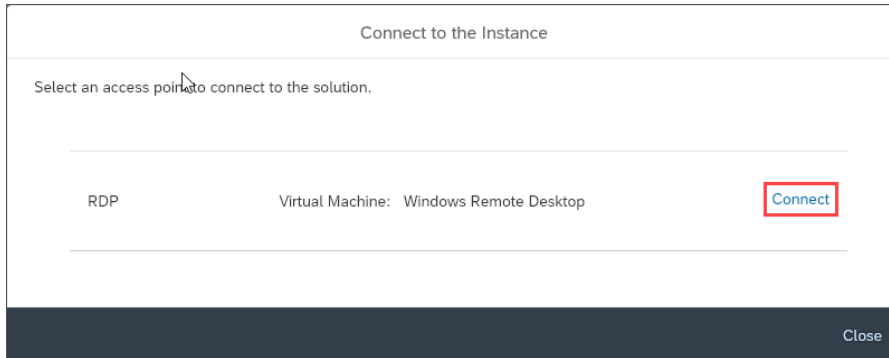 Connect to the Instance
Select an access point to connect to the solution.
RDP Virtual Machine: Windows Remote Desktop Connect
Close